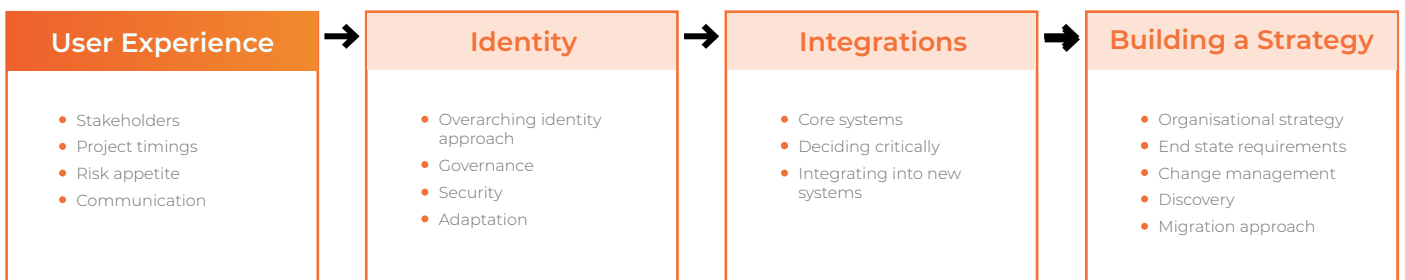 User Experience
Stakeholders
Project timings
Risk appetite
Communication
Identity
Overarching identity
approach
Governance
Security
Adaptation
Integrations
Core systems
Deciding critically
Integrating into new
systems
Building a Strategy
Organisational strategy
End state requirements
Change management
Discovery
Migration approach